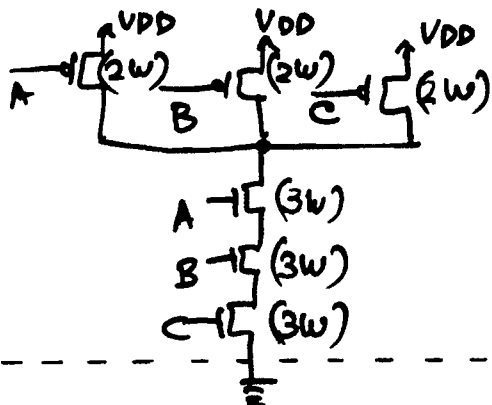 VDD VDD VDD
(2W) (2W) (2W)
A B C
A (3W)
B (3W)
C (3W)